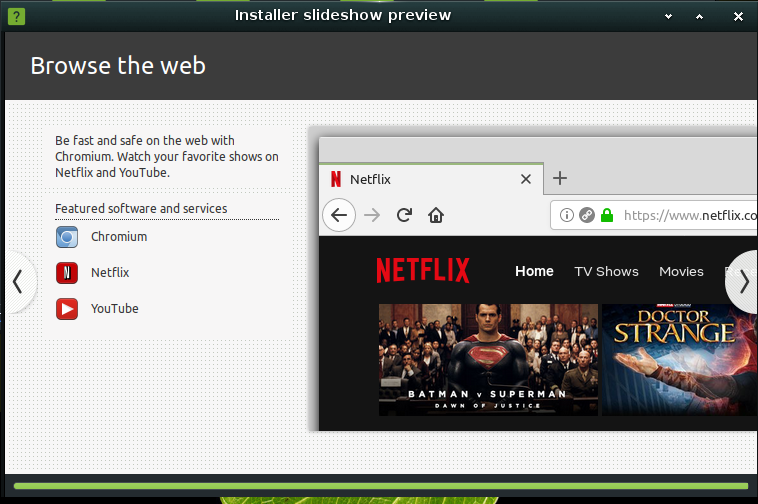 ?
Installer slideshow preview
Browse the web
Be fast and safe on the web with
Chromium. Watch your favorite shows on
Netflix and YouTube.
Featured software and services
Chromium
Netflix
YouTube
N Netflix
https://www.netflix.co
NETFLIX Home TV Shows Movies
BATMAN v SUPERMAN
DAWN OF JUSTICE
DOCTOR
STRANGE